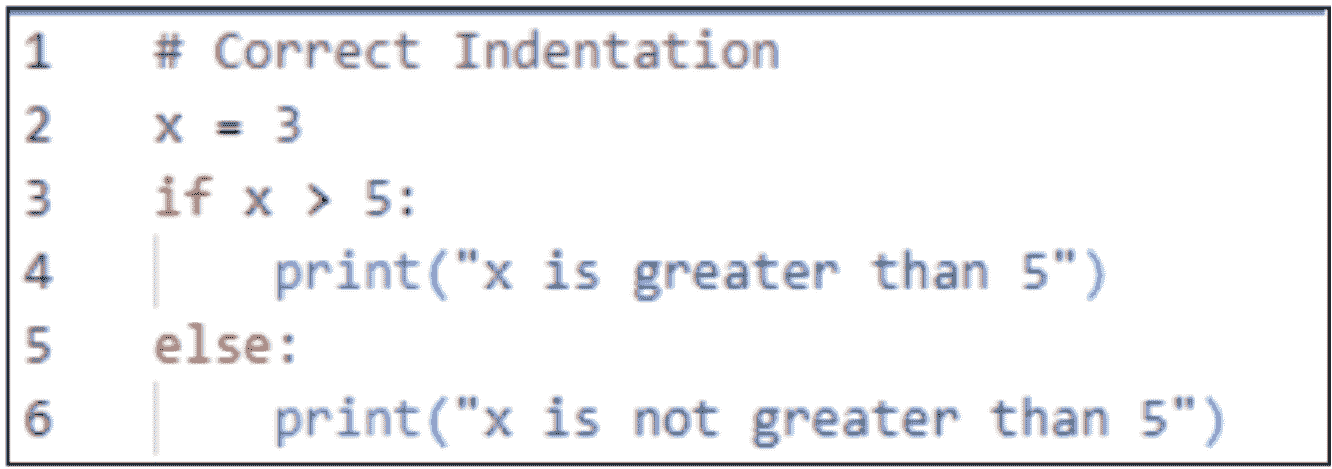 1 # Correct Indentation
2 x = 3
3 if x > 5:
4     print("x is greater than 5")
5 else:
6     print("x is not greater than 5")